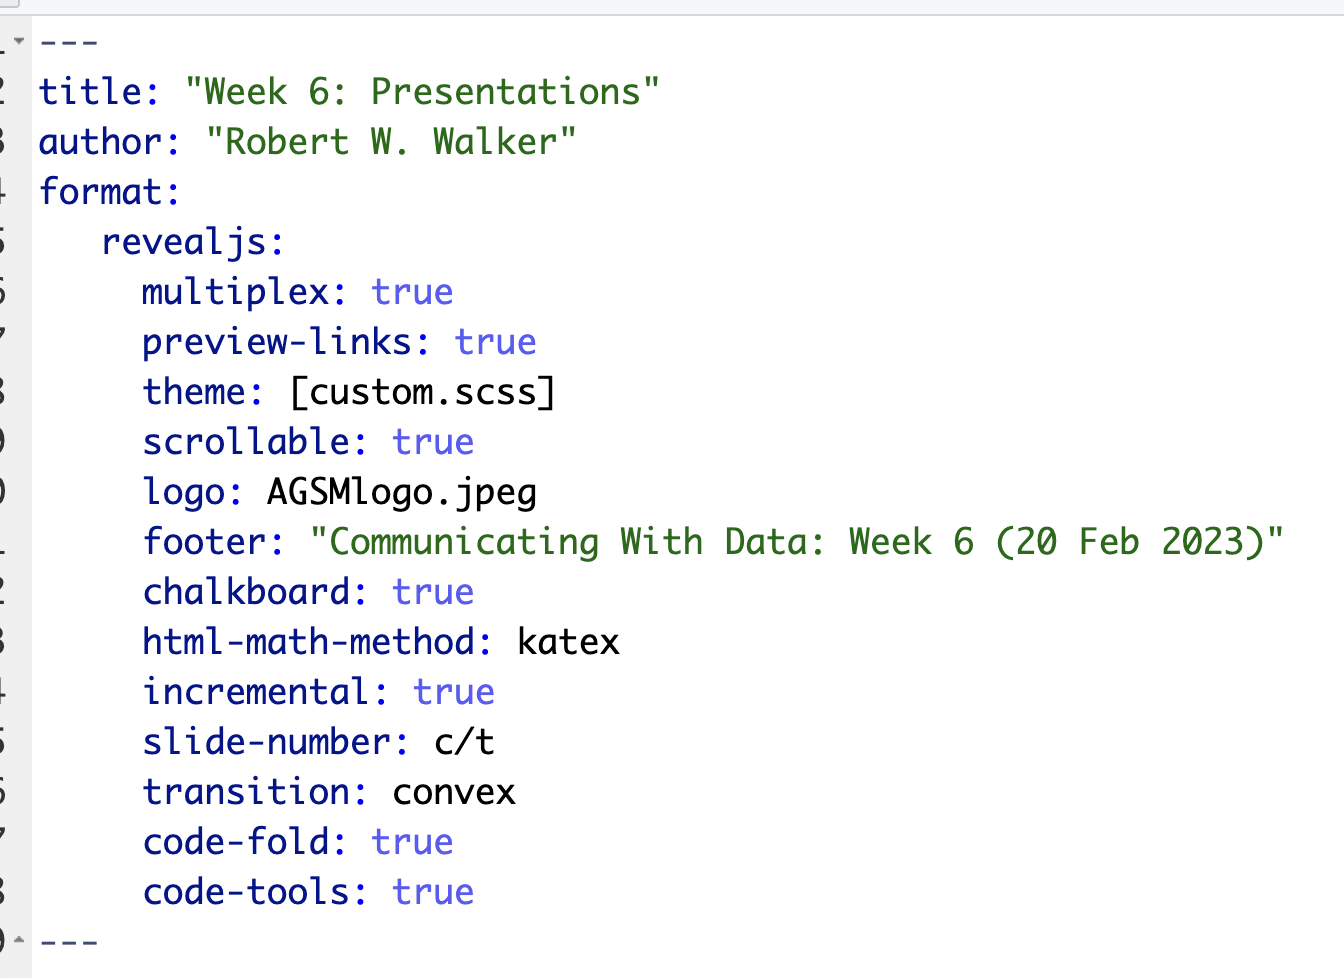 ---
title: "Week 6: Presentations"
author: "Robert W. Walker"
format:
   revealjs:
     multiplex: true
     preview-links: true
     theme: [custom.scss]
     scrollable: true
     logo: AGSMlogo.jpeg
     footer: "Communicating With Data: Week 6 (20 Feb 2023)"
     chalkboard: true
     html-math-method: katex
     incremental: true
     slide-number: c/t
     transition: convex
     code-fold: true
     code-tools: true
---